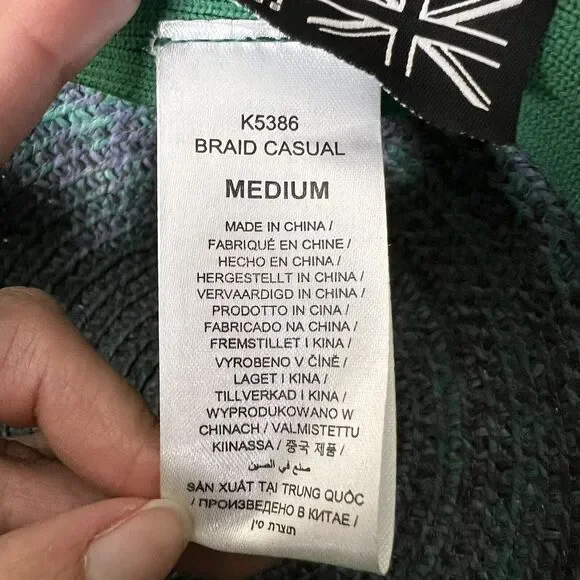 K5386
BRAID CASUAL
MEDIUM
MADE IN CHINA /
FABRIQUÉ EN CHINE /
HECHO EN CHINA /
HERGESTELLT IN CHINA /
VERVAARDIGD IN CHINA /
PRODOTTO IN CINA /
FABRICADO NA CHINA /
FREMSTILLET I KINA /
VYROBENO V ČÍNĚ /
LAGET I KINA /
TILLVERKAD I KINA /
WYPRODUKOWANO W
CHINACH / VALMISTETTU
KIINASSA / 중국 제품 /
صنع في الصين
SẢN XUẤT TẠI TRUNG QUỐC
/ ПРОИЗВЕДЕНО В КИТАЕ /
תוצרת סין